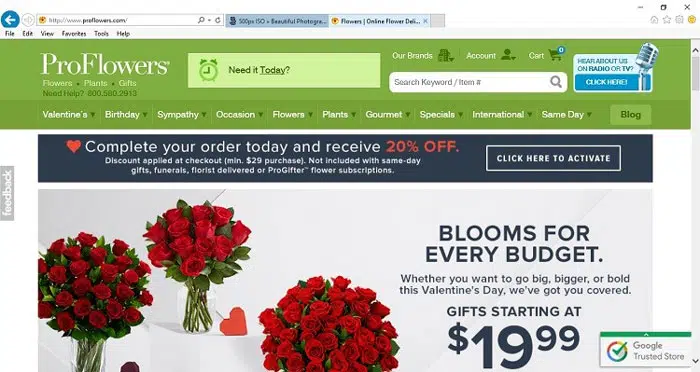 http://www.proflowers.com/
500px ISO » Beautiful Photogra...
Flowers | Online Flower Deli...
File Edit View Favorites Tools Help
ProFlowers®
Flowers • Plants • Gifts
Need Help? 800.580.2913
Need it Today?
Our Brands
Account
Cart
0
Search Keyword / Item #
HEAR ABOUT US
ON RADIO OR TV?
CLICK HERE!
Valentine's Birthday Sympathy Occasion Flowers Plants Gourmet Specials International Same Day Blog
feedback
Complete your order today and receive 20% OFF.
Discount applied at checkout (min. $29 purchase). Not included with same-day
gifts, funerals, florist delivered or ProGifter™ flower subscriptions.
CLICK HERE TO ACTIVATE
BLOOMS FOR
EVERY BUDGET.
Whether you want to go big, bigger, or bold
this Valentine's Day, we've got you covered.
GIFTS STARTING AT
$19.99
Google
Trusted Store